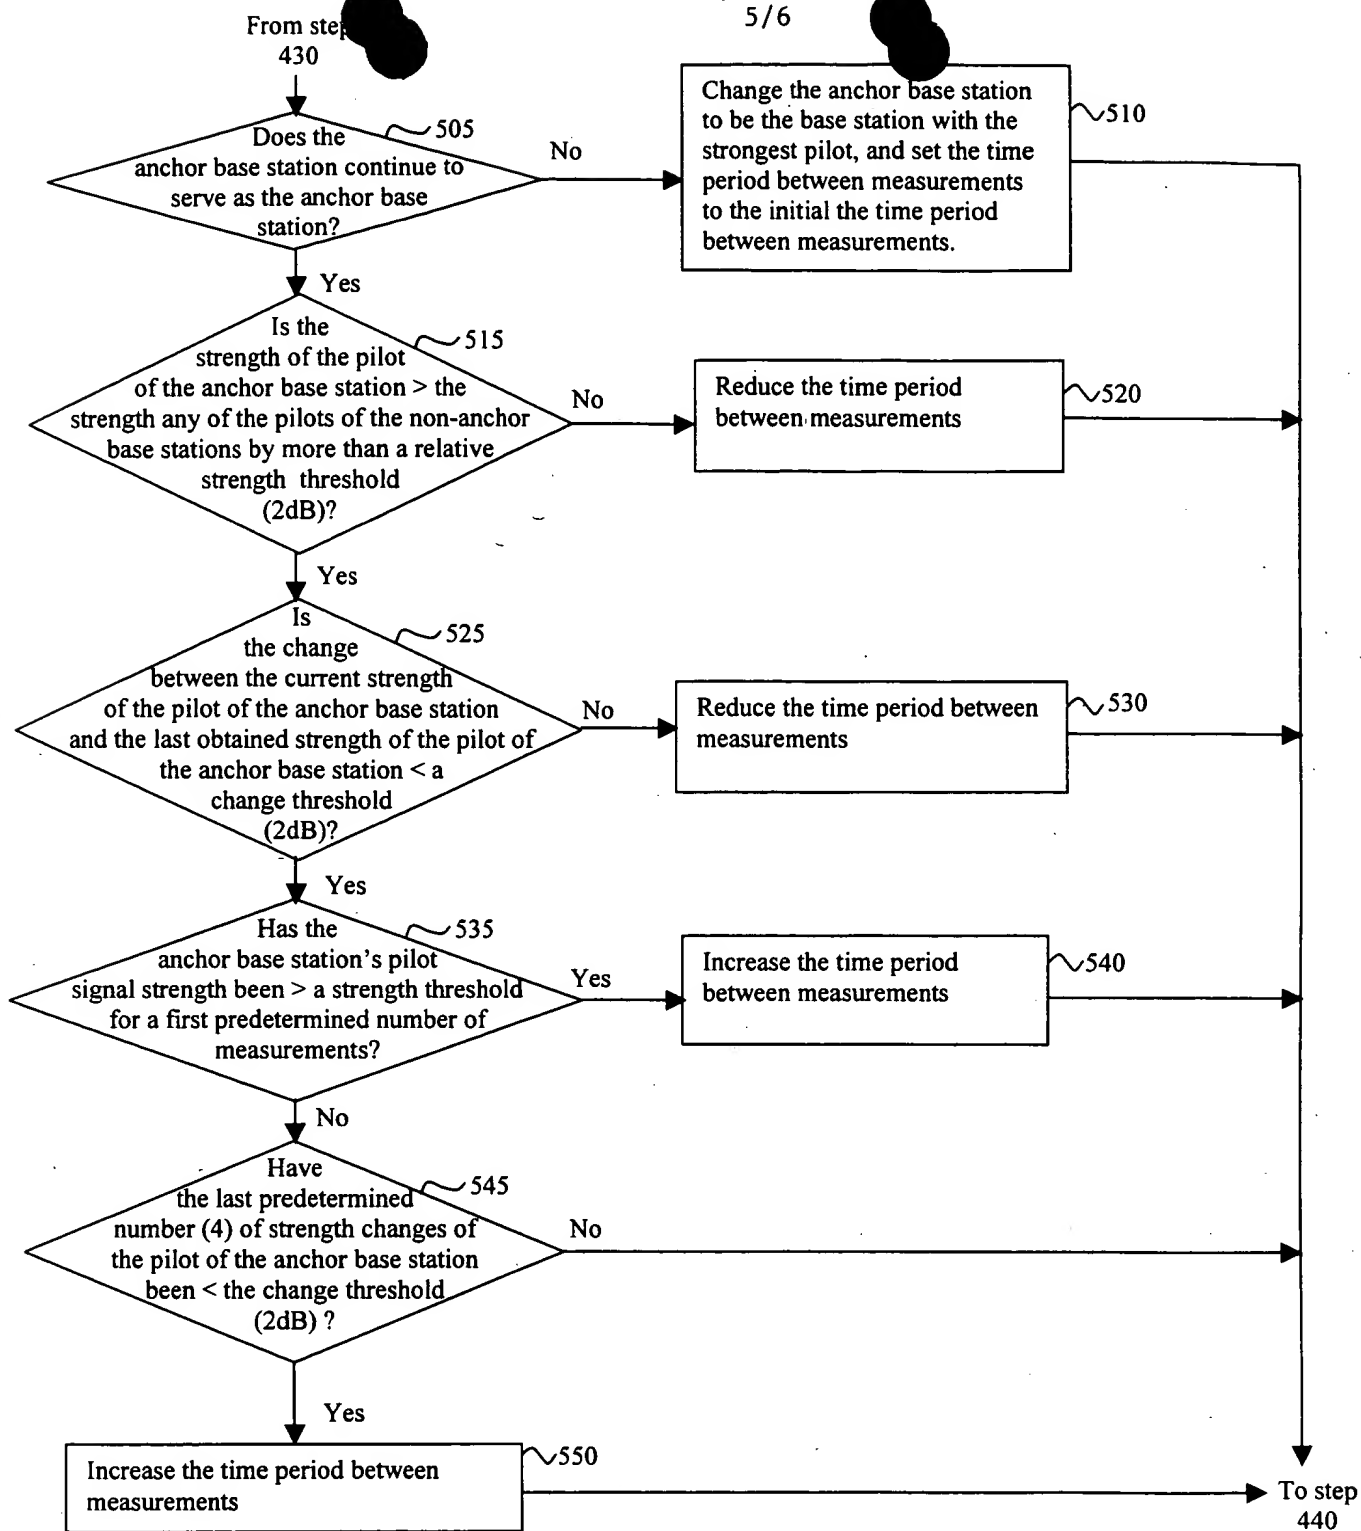 5/6
From step
430
Does the
anchor base station continue to
serve as the anchor base
station?
505
No
Change the anchor base station
to be the base station with the
strongest pilot, and set the time
period between measurements
to the initial the time period
between measurements.
510
Yes
Is the
strength of the pilot
of the anchor base station > the
strength any of the pilots of the non-anchor
base stations by more than a relative
strength threshold
(2dB)?
515
No
Reduce the time period
between measurements
520
Yes
Is
the change
between the current strength
of the pilot of the anchor base station
and the last obtained strength of the pilot of
the anchor base station < a
change threshold
(2dB)?
525
No
Reduce the time period between
measurements
530
Yes
Has the
anchor base station's pilot
signal strength been > a strength threshold
for a first predetermined number of
measurements?
535
Yes
Increase the time period
between measurements
540
No
Have
the last predetermined
number (4) of strength changes of
the pilot of the anchor base station
been < the change threshold
(2dB) ?
545
No
Yes
Increase the time period between
measurements
550
To step
440